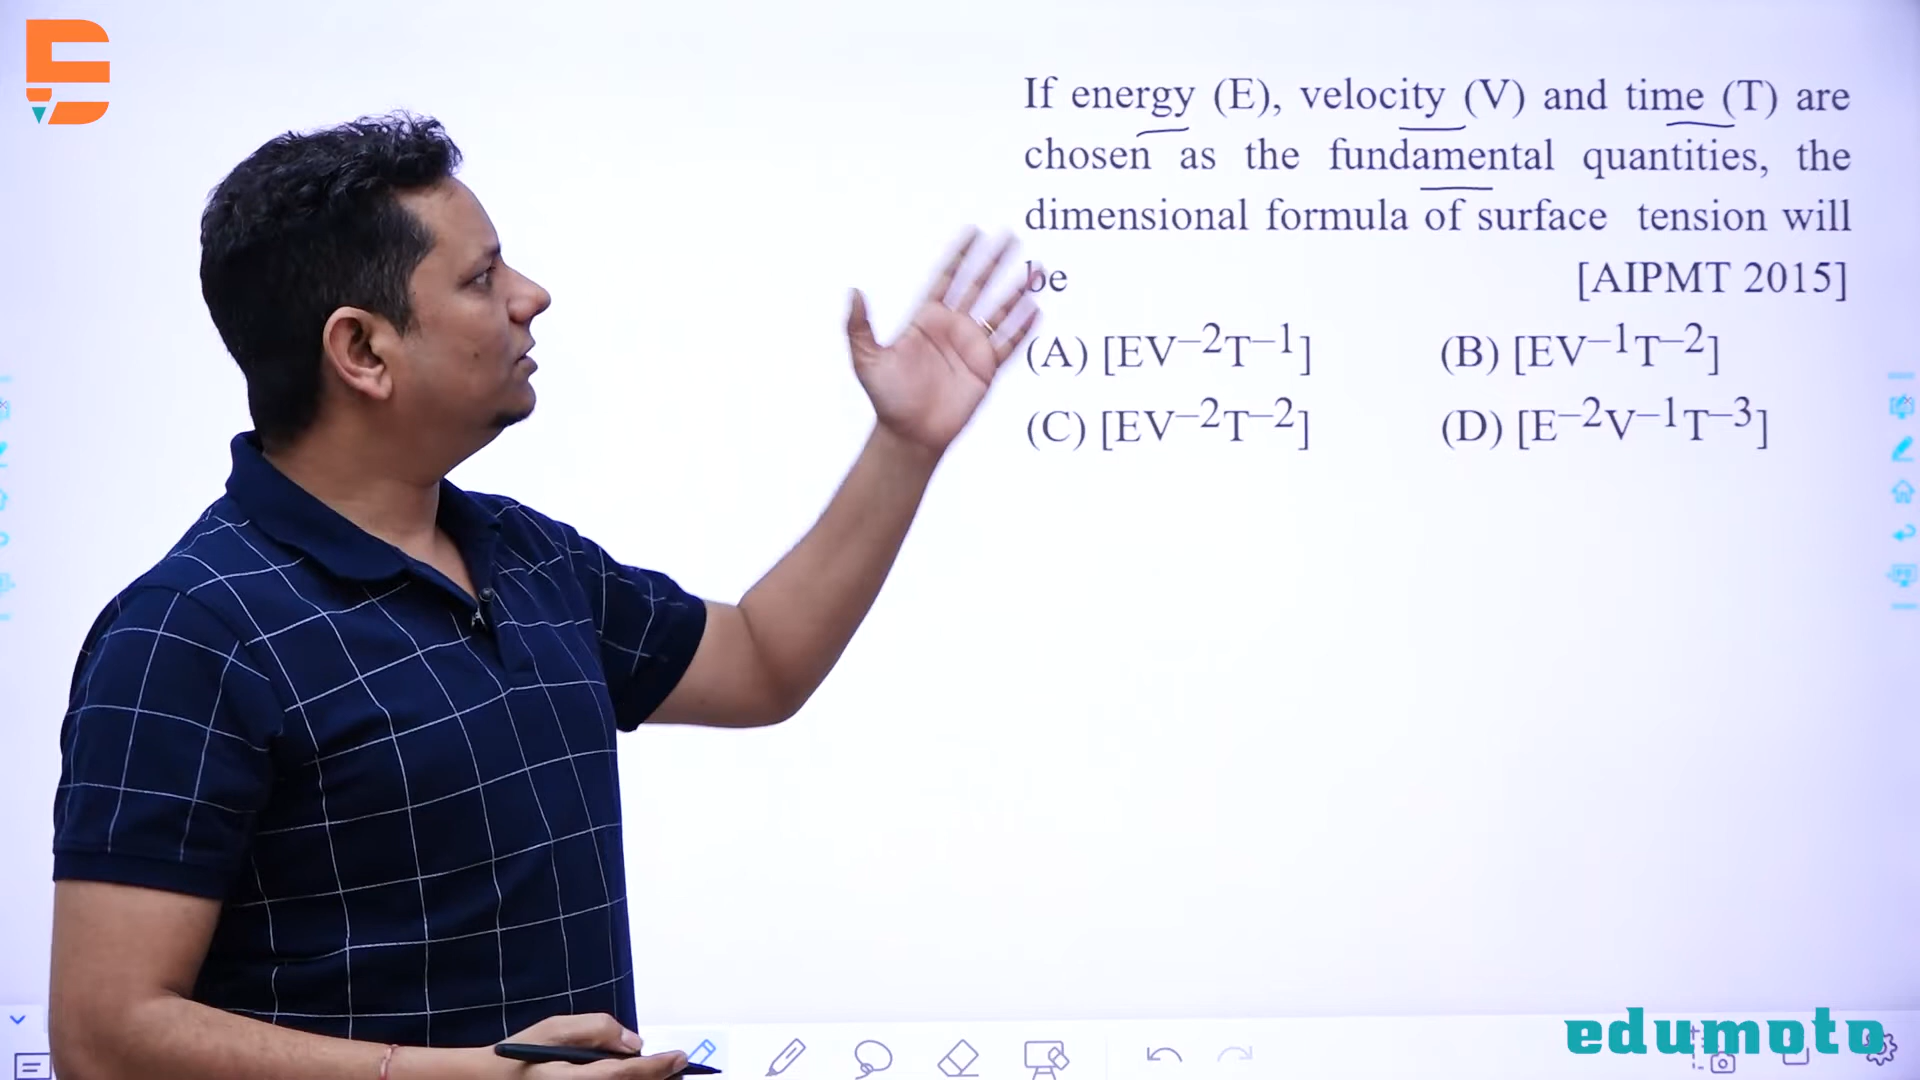 If energy (E), velocity (V) and time (T) are
chosen as the fundamental quantities, the
dimensional formula of surface tension will
be [AIPMT 2015]
(A) [EV⁻²T⁻¹] (B) [EV⁻¹T⁻²]
(C) [EV⁻²T⁻²] (D) [E⁻²V⁻¹T⁻³]
edumoto